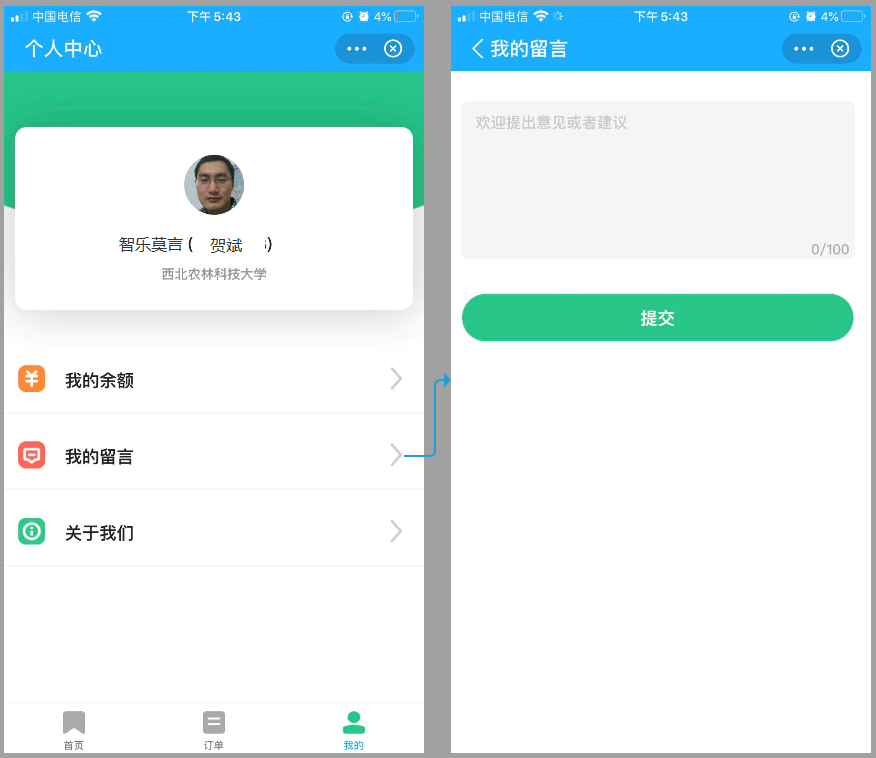 中国电信
下午 5:43
4%
个人中心
智乐莫言 ( 贺斌 )
西北农林科技大学
我的余额
我的留言
关于我们
首页
订单
我的
中国电信
下午 5:43
4%
我的留言
欢迎提出意见或者建议
0/100
提交